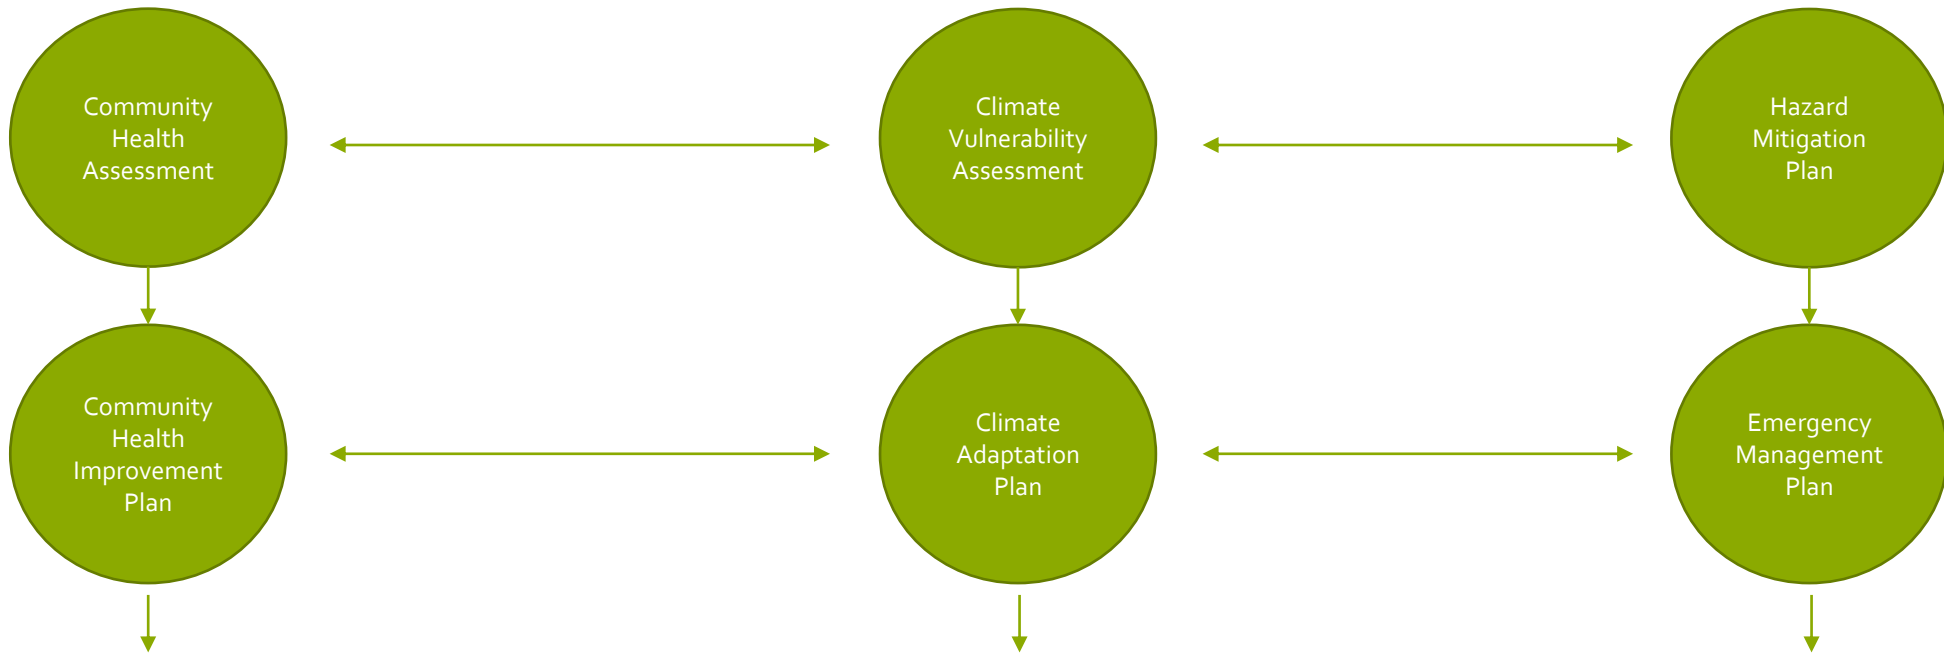 Community
Health
Assessment
Climate
Vulnerability
Assessment
Hazard
Mitigation
Plan
Community
Health
Improvement
Plan
Climate
Adaptation
Plan
Emergency
Management
Plan